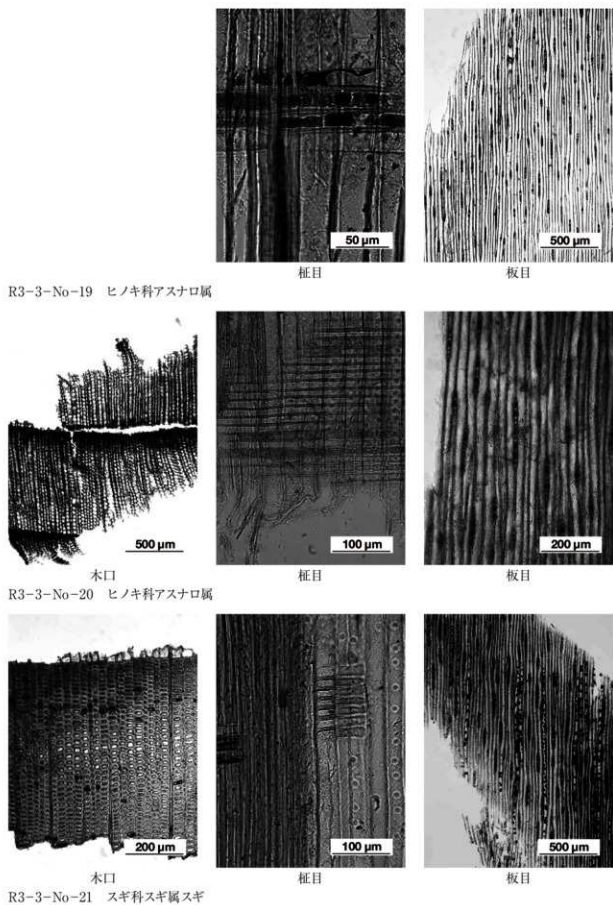 50 μm
500 μm
柾目
板目
R3-3-No-19 ヒノキ科アスナロ属
500 μm
100 μm
200 μm
木口
柾目
板目
R3-3-No-20 ヒノキ科アスナロ属
200 μm
100 μm
500 μm
木口
柾目
板目
R3-3-No-21 スギ科スギ属スギ